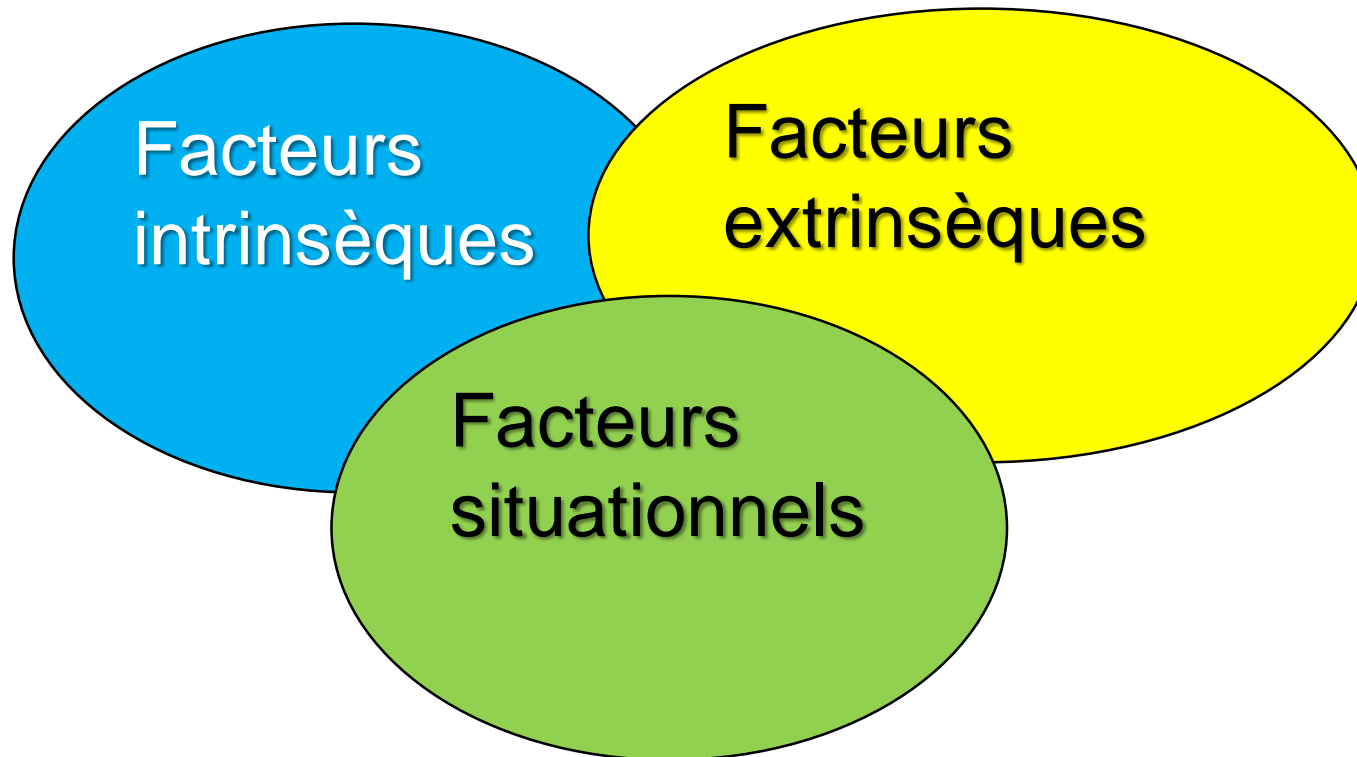 Facteurs
intrinsèques
Facteurs
extrinsèques
Facteurs
situationnels